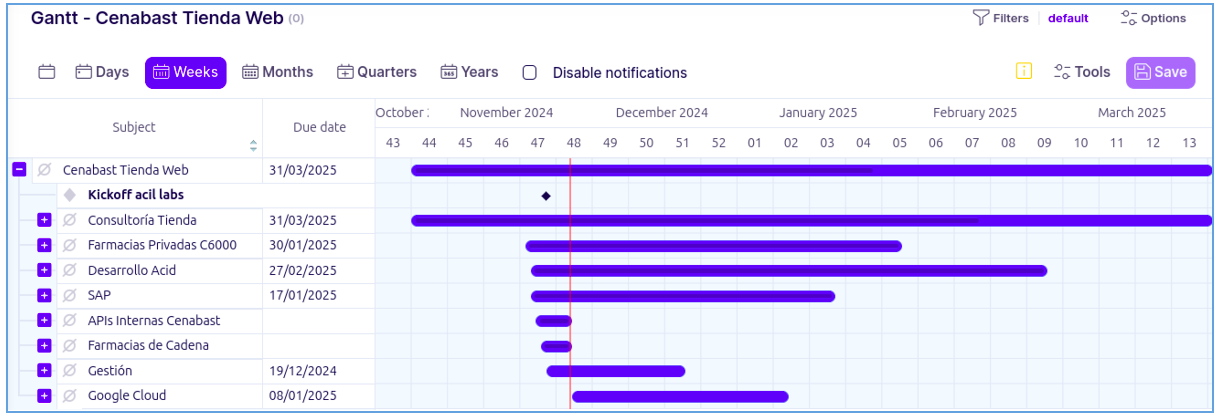 Gantt - Cenabast Tienda Web (0)
Filters
default
Options
Days
Weeks
Months
Quarters
365 Years
Disable notifications
Tools
Save
Subject
Due date
October
November 2024
December 2024
January 2025
February 2025
March 2025
43 44 45 46 47 48 49 50 51 52 01 02 03 04 05 06 07 08 09 10 11 12 13
Cenabast Tienda Web 31/03/2025
Kickoff acil labs
Consultoría Tienda 31/03/2025
Farmacias Privadas C6000 30/01/2025
Desarrollo Acid 27/02/2025
SAP 17/01/2025
APIs Internas Cenabast
Farmacias de Cadena
Gestión 19/12/2024
Google Cloud 08/01/2025